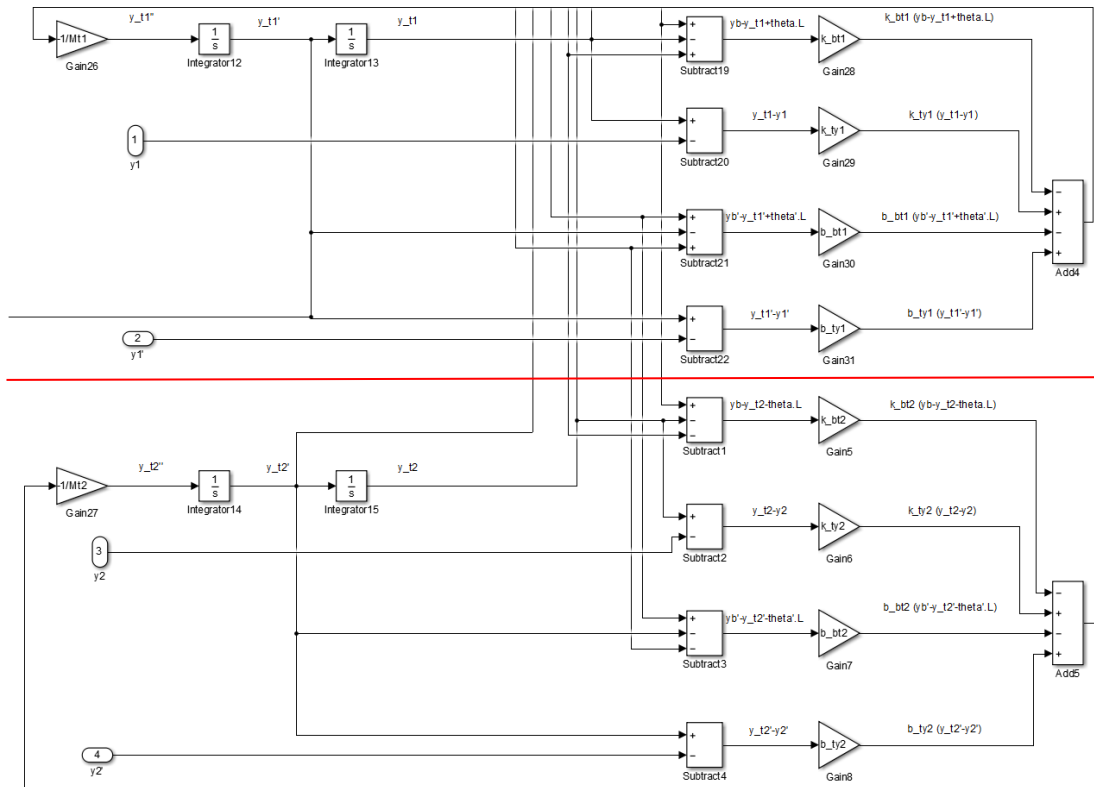 y_t1''
y_t1'
y_t1
yb-y_t1+theta.L
k_bt1 (yb-y_t1+theta.L)
-1/Mt1
1
s
1
s
+
−
+
k_bt1
Gain26
Integrator12
Integrator13
Subtract19
Gain28
y_t1-y1
k_ty1 (y_t1-y1)
1
+
−
k_ty1
y1
Subtract20
Gain29
−
+
−
+
Add4
yb'-y_t1'+theta'.L
b_bt1 (yb'-y_t1'+theta'.L)
+
−
+
b_bt1
Subtract21
Gain30
y_t1'-y1'
b_ty1 (y_t1'-y1')
2
+
−
b_ty1
y1'
Subtract22
Gain31
yb-y_t2-theta.L
k_bt2 (yb-y_t2-theta.L)
+
−
−
k_bt2
Subtract1
Gain5
y_t2''
y_t2'
y_t2
-1/Mt2
1
s
1
s
Gain27
Integrator14
Integrator15
y_t2-y2
k_ty2 (y_t2-y2)
3
+
−
k_ty2
y2
Subtract2
Gain6
−
+
−
+
Add5
yb'-y_t2'-theta'.L
b_bt2 (yb'-y_t2'-theta'.L)
+
−
−
b_bt2
Subtract3
Gain7
y_t2'-y2'
b_ty2 (y_t2'-y2')
4
+
−
b_ty2
y2'
Subtract4
Gain8